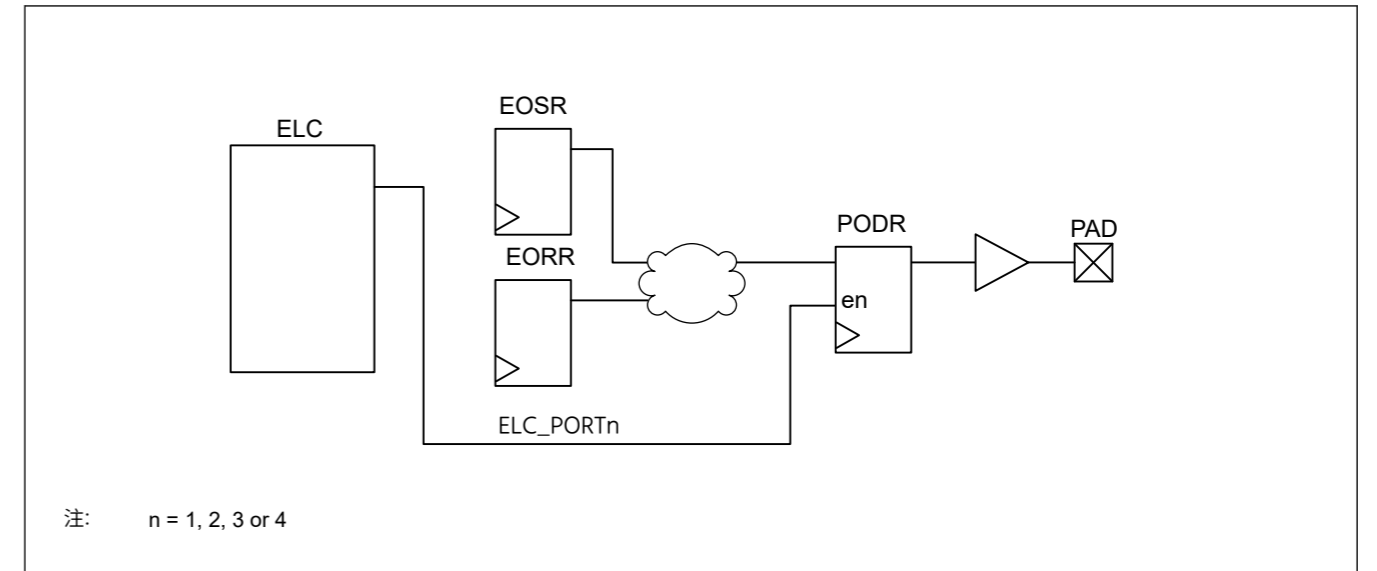 EOSR
ELC
EORR
PODR
PAD
en
ELC_PORTn
注: n = 1, 2, 3 or 4